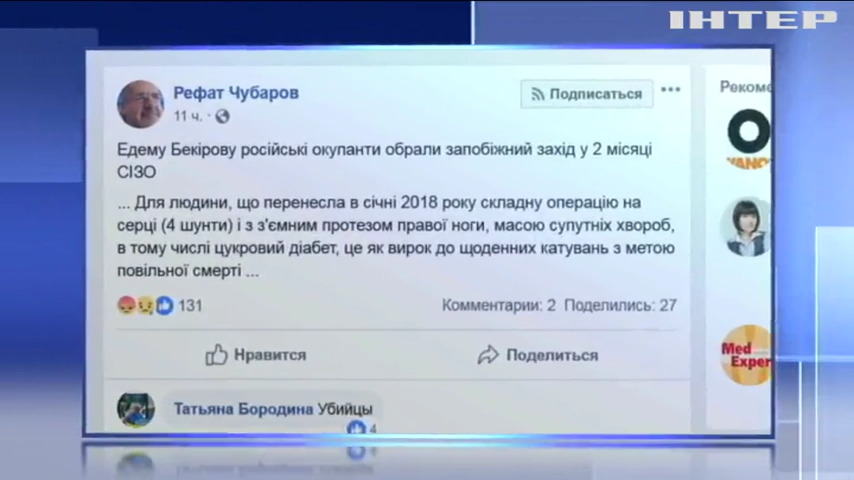 ІНТЕР
Рефат Чубаров
11 ч.
Подписаться
Едему Бекірову російські окупанти обрали запобіжний захід у 2 місяці
СІЗО
... Для людини, що перенесла в січні 2018 року складну операцію на
серці (4 шунти) і з з'ємним протезом правої ноги, масою супутніх хвороб,
в тому числі цукровий діабет, це як вирок до щоденних катувань з метою
повільної смерті ...
131
Комментарии: 2 Поделились: 27
Нравится
Поделиться
Татьяна Бородина Убийцы
4
Рекоме
VANC
Med
Exper